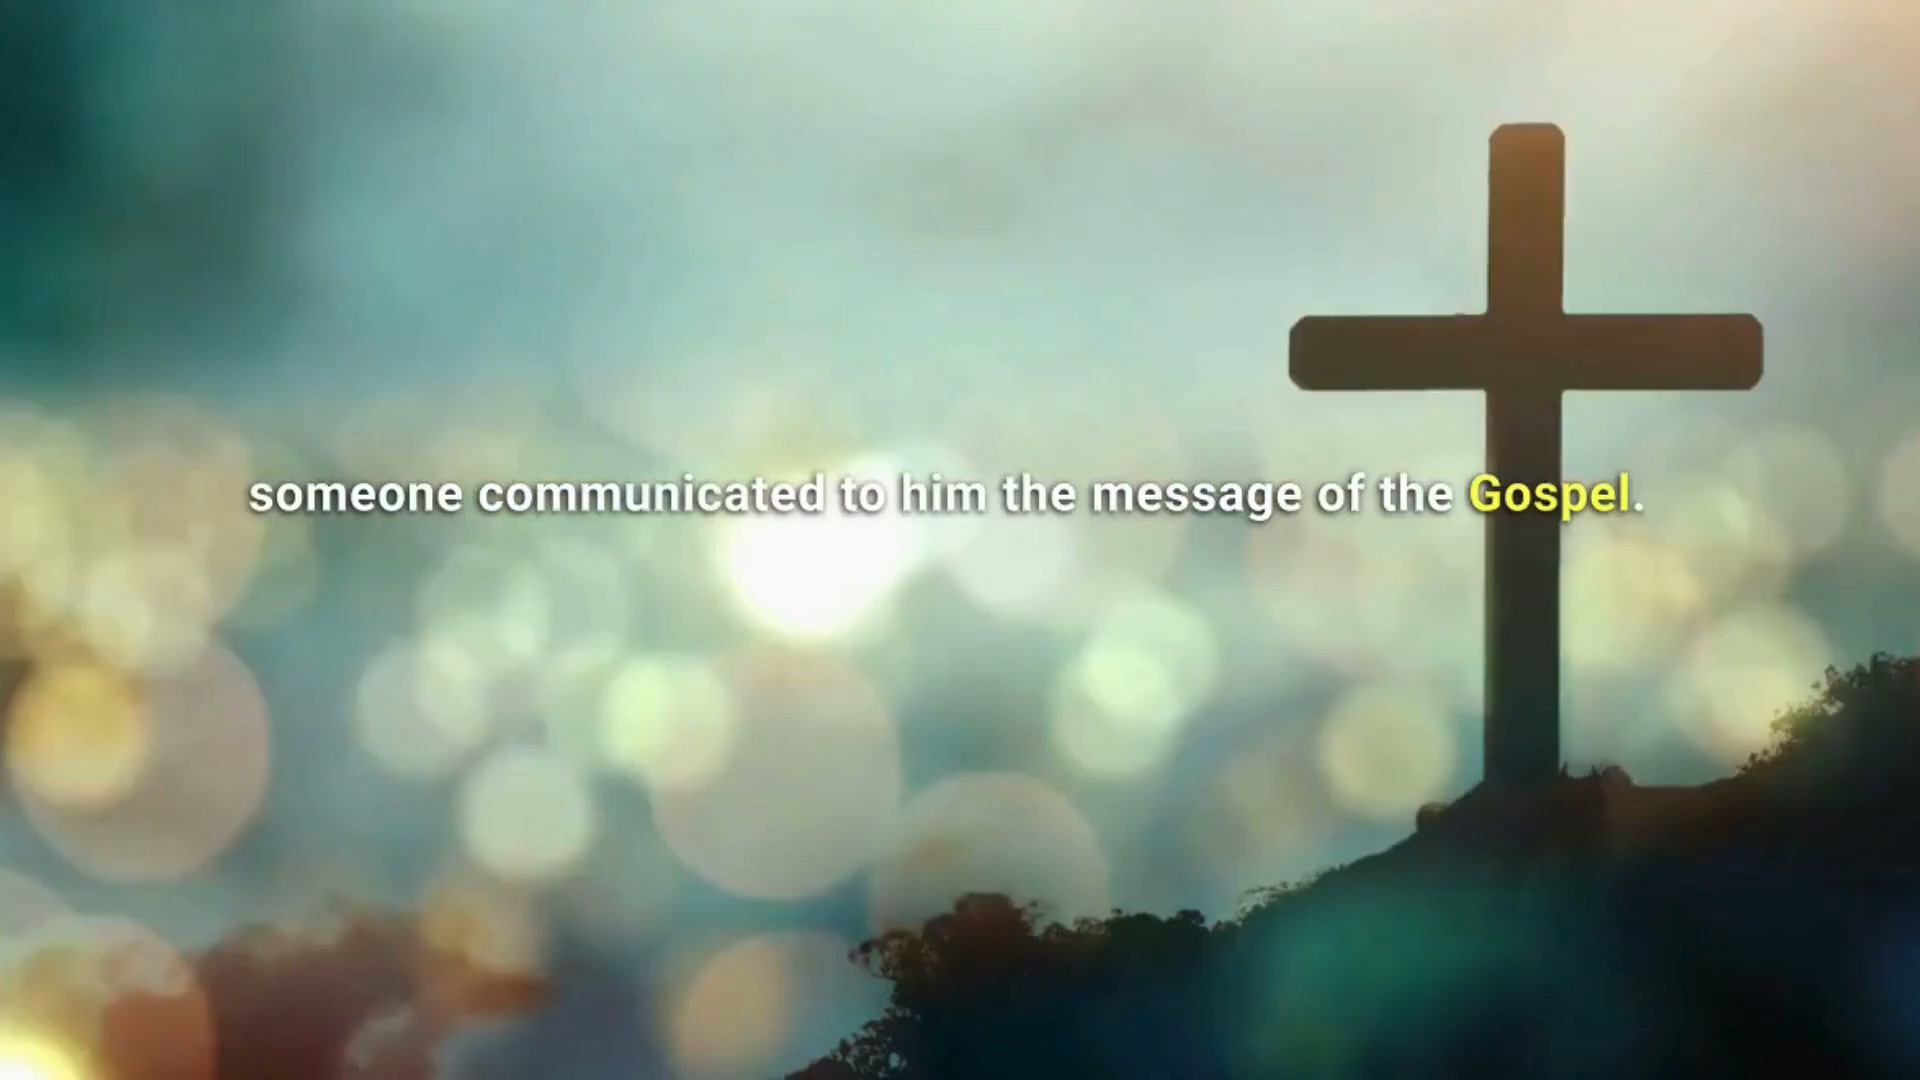 someone communicated to him the message of the Gospel.